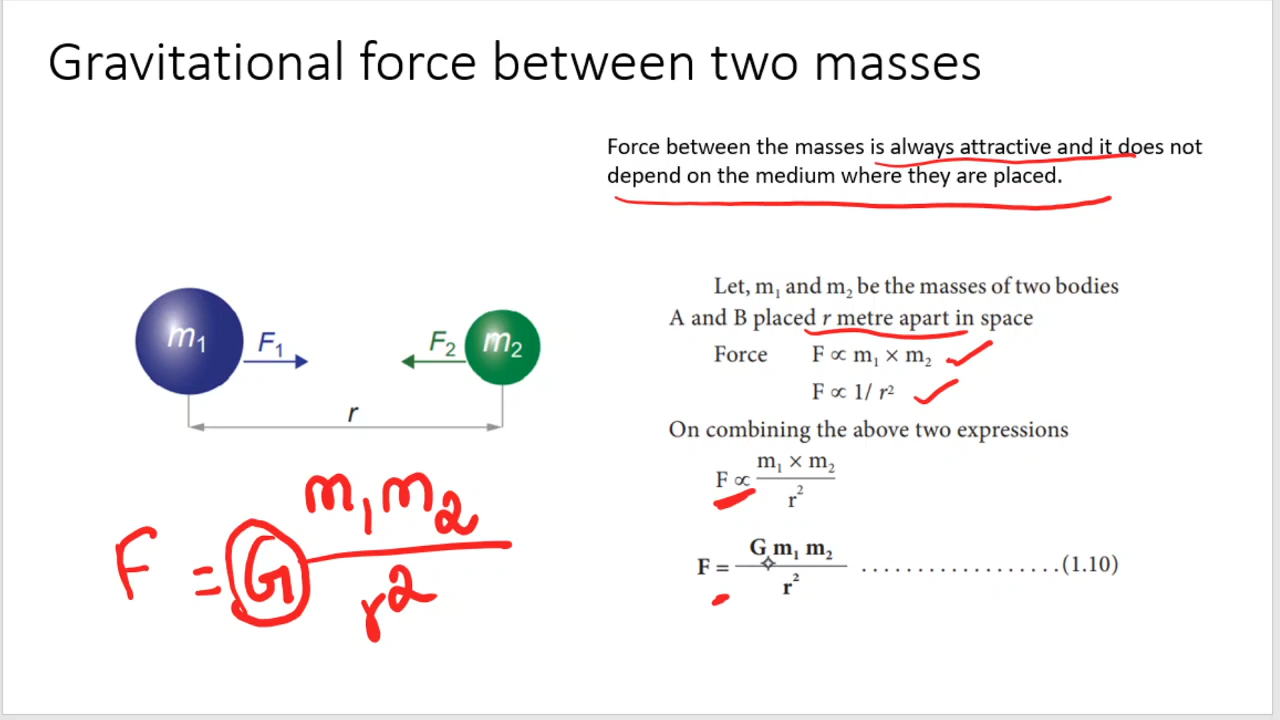 Gravitational force between two masses
Force between the masses is always attractive and it does not
depend on the medium where they are placed.
Let, m₁ and m₂ be the masses of two bodies
A and B placed r metre apart in space
Force F ∝ m₁ × m₂
F ∝ 1/ r²
On combining the above two expressions
F ∝ m₁ × m₂ / r²
F = G m₁ m₂ / r² ..................(1.10)
m₁ F₁ F₂ m₂
r
F = G m₁ m₂ / r²